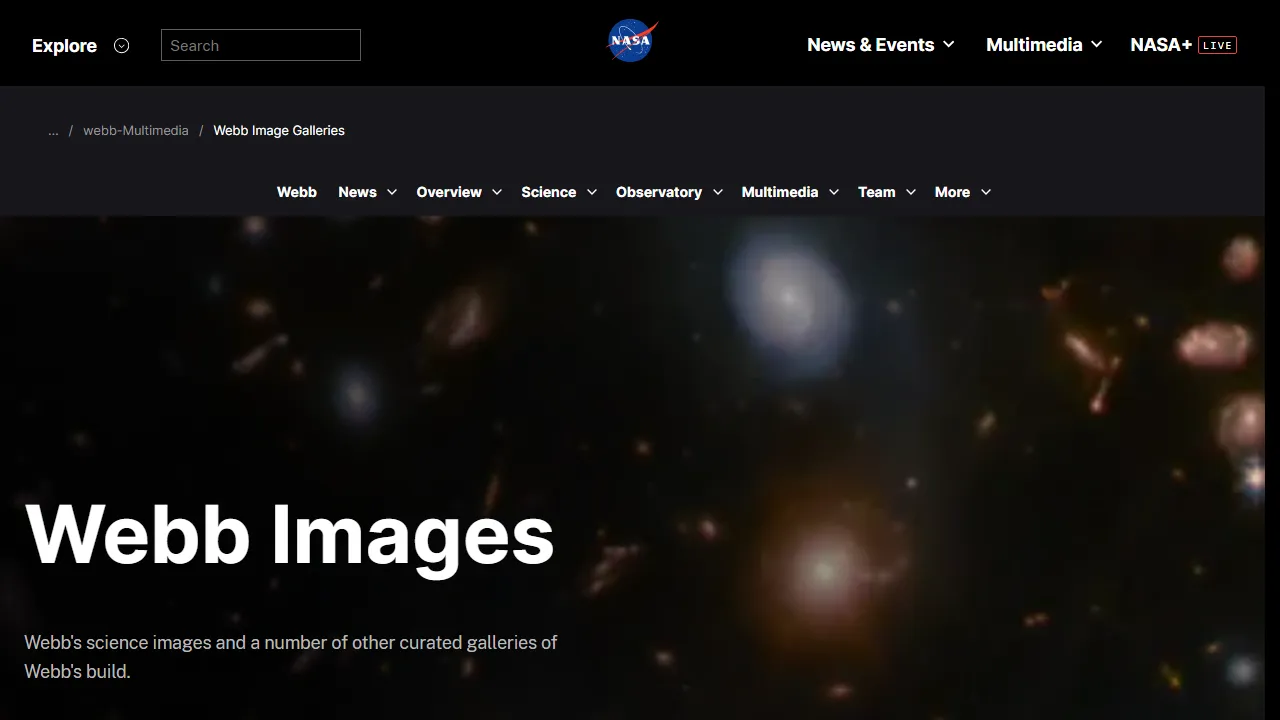 Explore
Search
NASA
News & Events
Multimedia
NASA+ LIVE
... / webb-Multimedia / Webb Image Galleries
Webb News Overview Science Observatory Multimedia Team More
Webb Images
Webb's science images and a number of other curated galleries of
Webb's build.